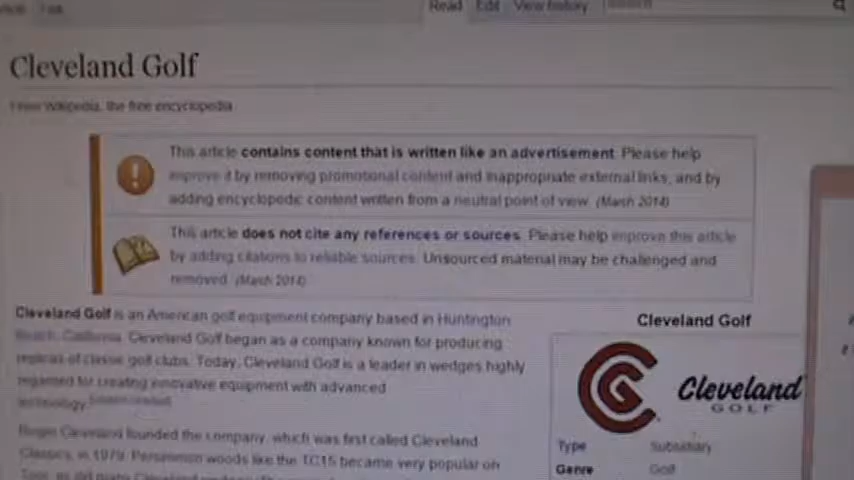 Read Edit View history
Cleveland Golf
From Wikipedia, the free encyclopedia
This article contains content that is written like an advertisement. Please help
improve it by removing promotional content and inappropriate external links, and by
adding encyclopedic content written from a neutral point of view. (March 2014)
This article does not cite any references or sources. Please help improve this article
by adding citations to reliable sources. Unsourced material may be challenged and
removed. (March 2014)
Cleveland Golf is an American golf equipment company based in Huntington
Beach, California. Cleveland Golf began as a company known for producing
replicas of classic golf clubs. Today, Cleveland Golf is a leader in wedges highly
regarded for creating innovative equipment with advanced
technology.[citation needed]
Roger Cleveland founded the company, which was first called Cleveland
Classics, in 1979. Persimmon woods like the TC15 became very popular on
Cleveland Golf
Cleveland
GOLF
Type Subsidiary
Genre Golf